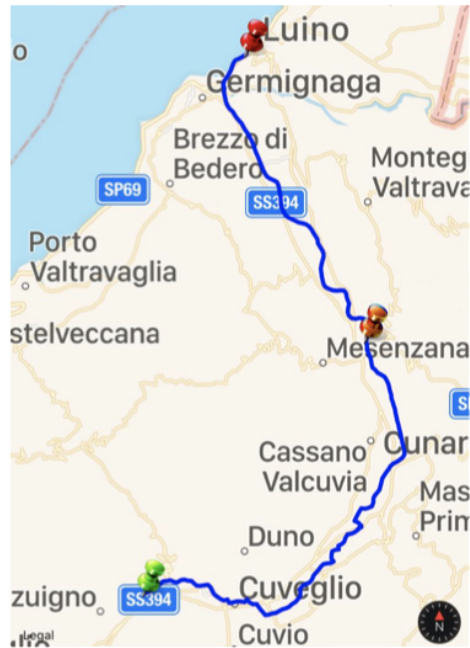 Luino
o
Germignaga
Brezzo di
Bedero
Monteg
Valtrava
SP69
SS394
Porto
Valtravaglia
stelveccana
Mesenzana
S
Cunar
Cassano
Valcuvia
Mas
Prim
Duno
zuigno
SS394
Cuveglio
Cuvio
Legal
N